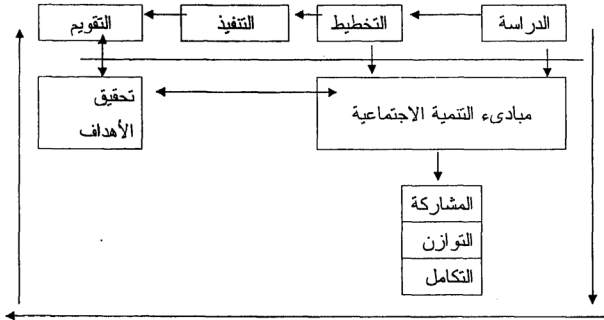 الدراسة
التخطيط
التنفيذ
التقويم
مبادىء التنمية الاجتماعية
تحقيق
الأهداف
المشاركة
التوازن
التكامل